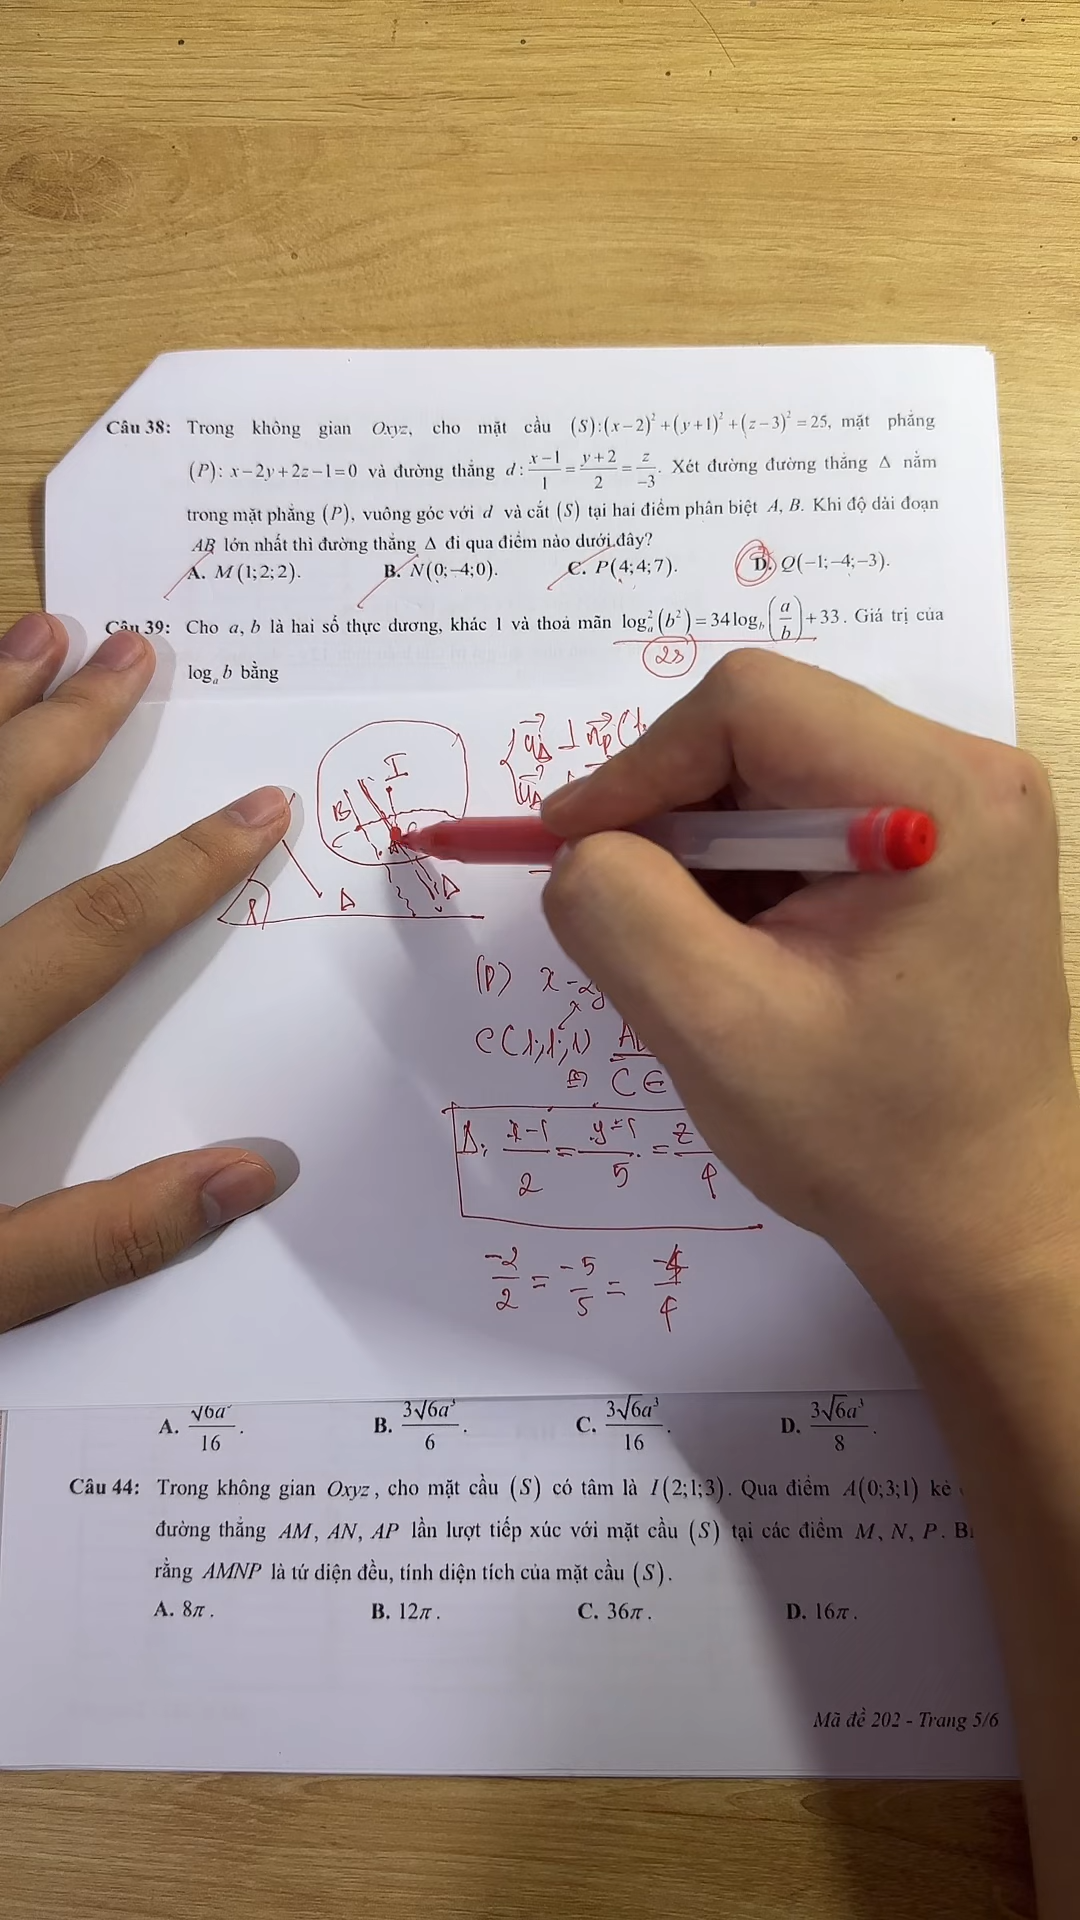 Câu 38: Trong không gian Oxyz, cho mặt cầu (S):(x−2)²+(y+1)²+(z−3)²=25, mặt phẳng
(P): x−2y+2z−1=0 và đường thẳng d: (x−1)/1=(y+2)/2=z/−3. Xét đường đường thẳng Δ nằm
trong mặt phẳng (P), vuông góc với d và cắt (S) tại hai điểm phân biệt A, B. Khi độ dài đoạn
AB lớn nhất thì đường thẳng Δ đi qua điểm nào dưới đây?
A. M(1;2;2). B. N(0;−4;0). C. P(4;4;7). D. Q(−1;−4;−3).
Câu 39: Cho a, b là hai số thực dương, khác 1 và thoả mãn logₐ²(b²)=34log_b(a/b)+33. Giá trị của
logₐ b bằng
2s
u⃗Δ ⊥ n⃗p (1
u⃗Δ
I
B
Δ
Δ
(P) x −2y
C(1;1;1)
C ∈
Δ: (x−1)/2 = (y−1)/5 = z /4
−2/2 = −5/5 = −4/4
A. /16. B. 3√6a³/6. C. 3√6a³/16. D. 3√6a³/8.
Câu 44: Trong không gian Oxyz, cho mặt cầu (S) có tâm là I(2;1;3). Qua điểm A(0;3;1) kẻ
đường thẳng AM, AN, AP lần lượt tiếp xúc với mặt cầu (S) tại các điểm M, N, P.
rằng AMNP là tứ diện đều, tính diện tích của mặt cầu (S).
A. 8π. B. 12π. C. 36π. D. 16π.
Mã đề 202 - Trang 5/6